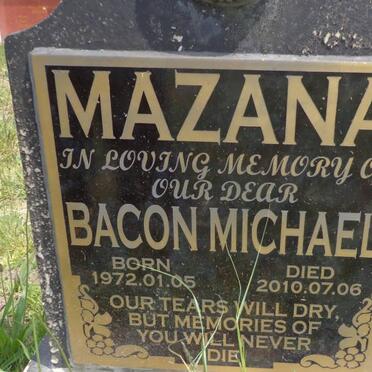 MAZANA
IN LOVING MEMORY O
OUR DEAR
BACON MICHAEL
BORN DIED
1972.01.05 2010.07.06
OUR TEARS WILL DRY,
BUT MEMORIES OF
YOU WILL NEVER
DIE